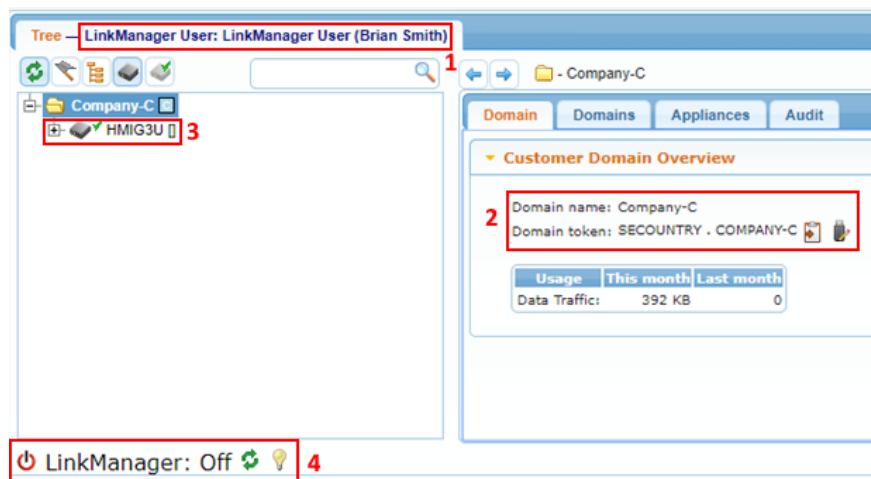 Tree — LinkManager User: LinkManager User (Brian Smith)
1
- Company-C
Company-C
HMIG3U []
3
Domain Domains Appliances Audit
Customer Domain Overview
2
Domain name: Company-C
Domain token: SECOUNTRY . COMPANY-C
Usage This month Last month
Data Traffic: 392 KB 0
LinkManager: Off
4